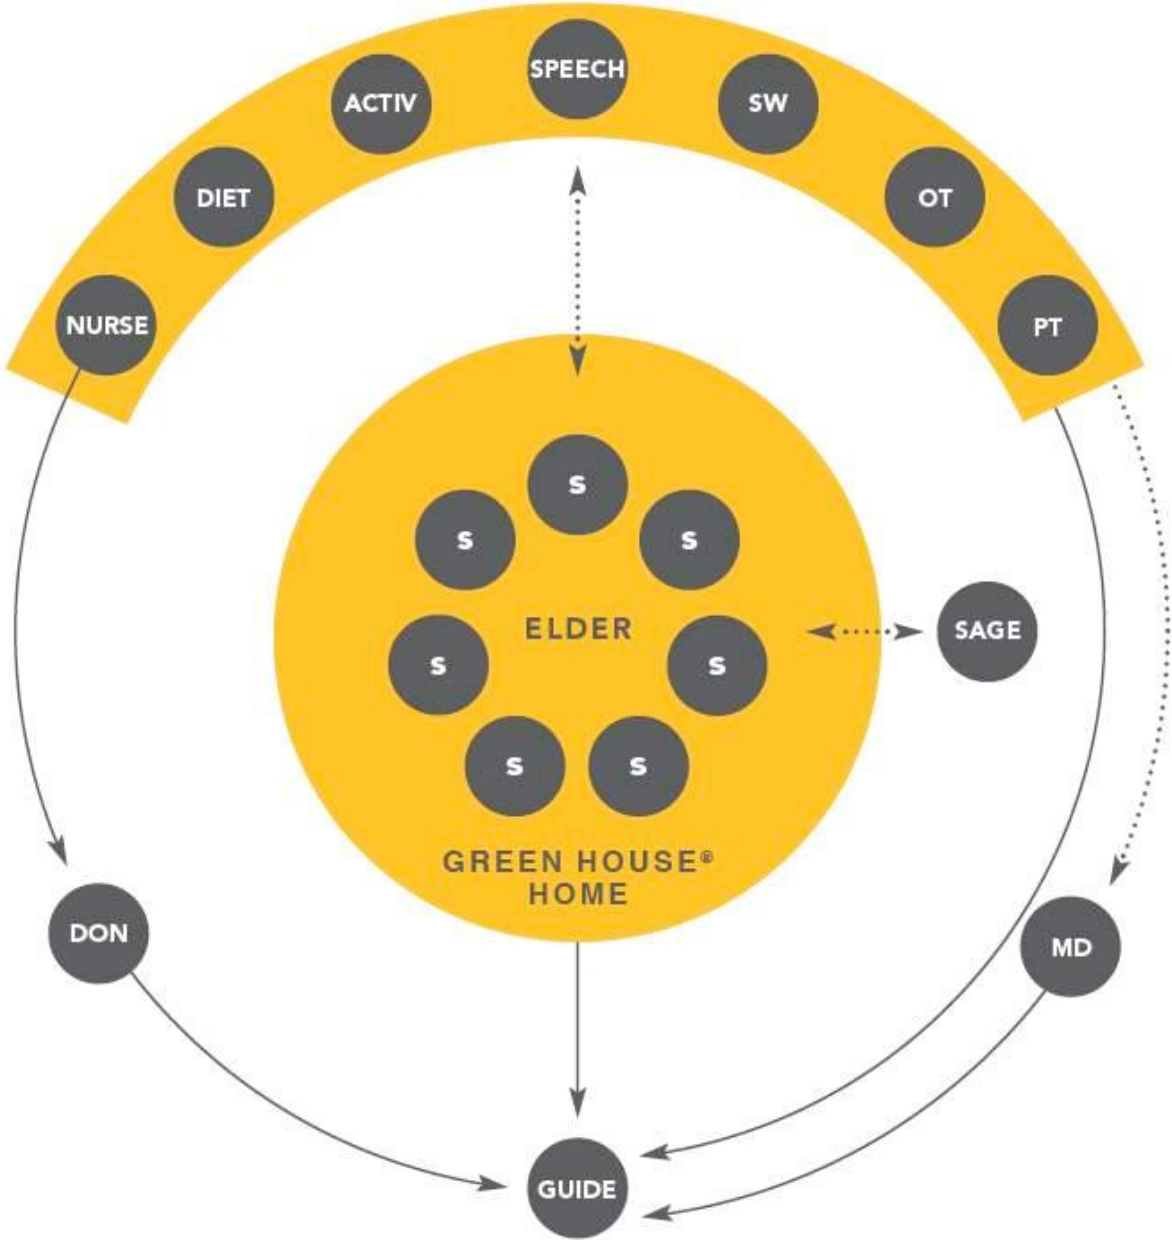 SPEECH
ACTIV
SW
DIET
OT
NURSE
PT
S
S
S
ELDER
SAGE
S
S
S
S
GREEN HOUSE®
HOME
DON
MD
GUIDE